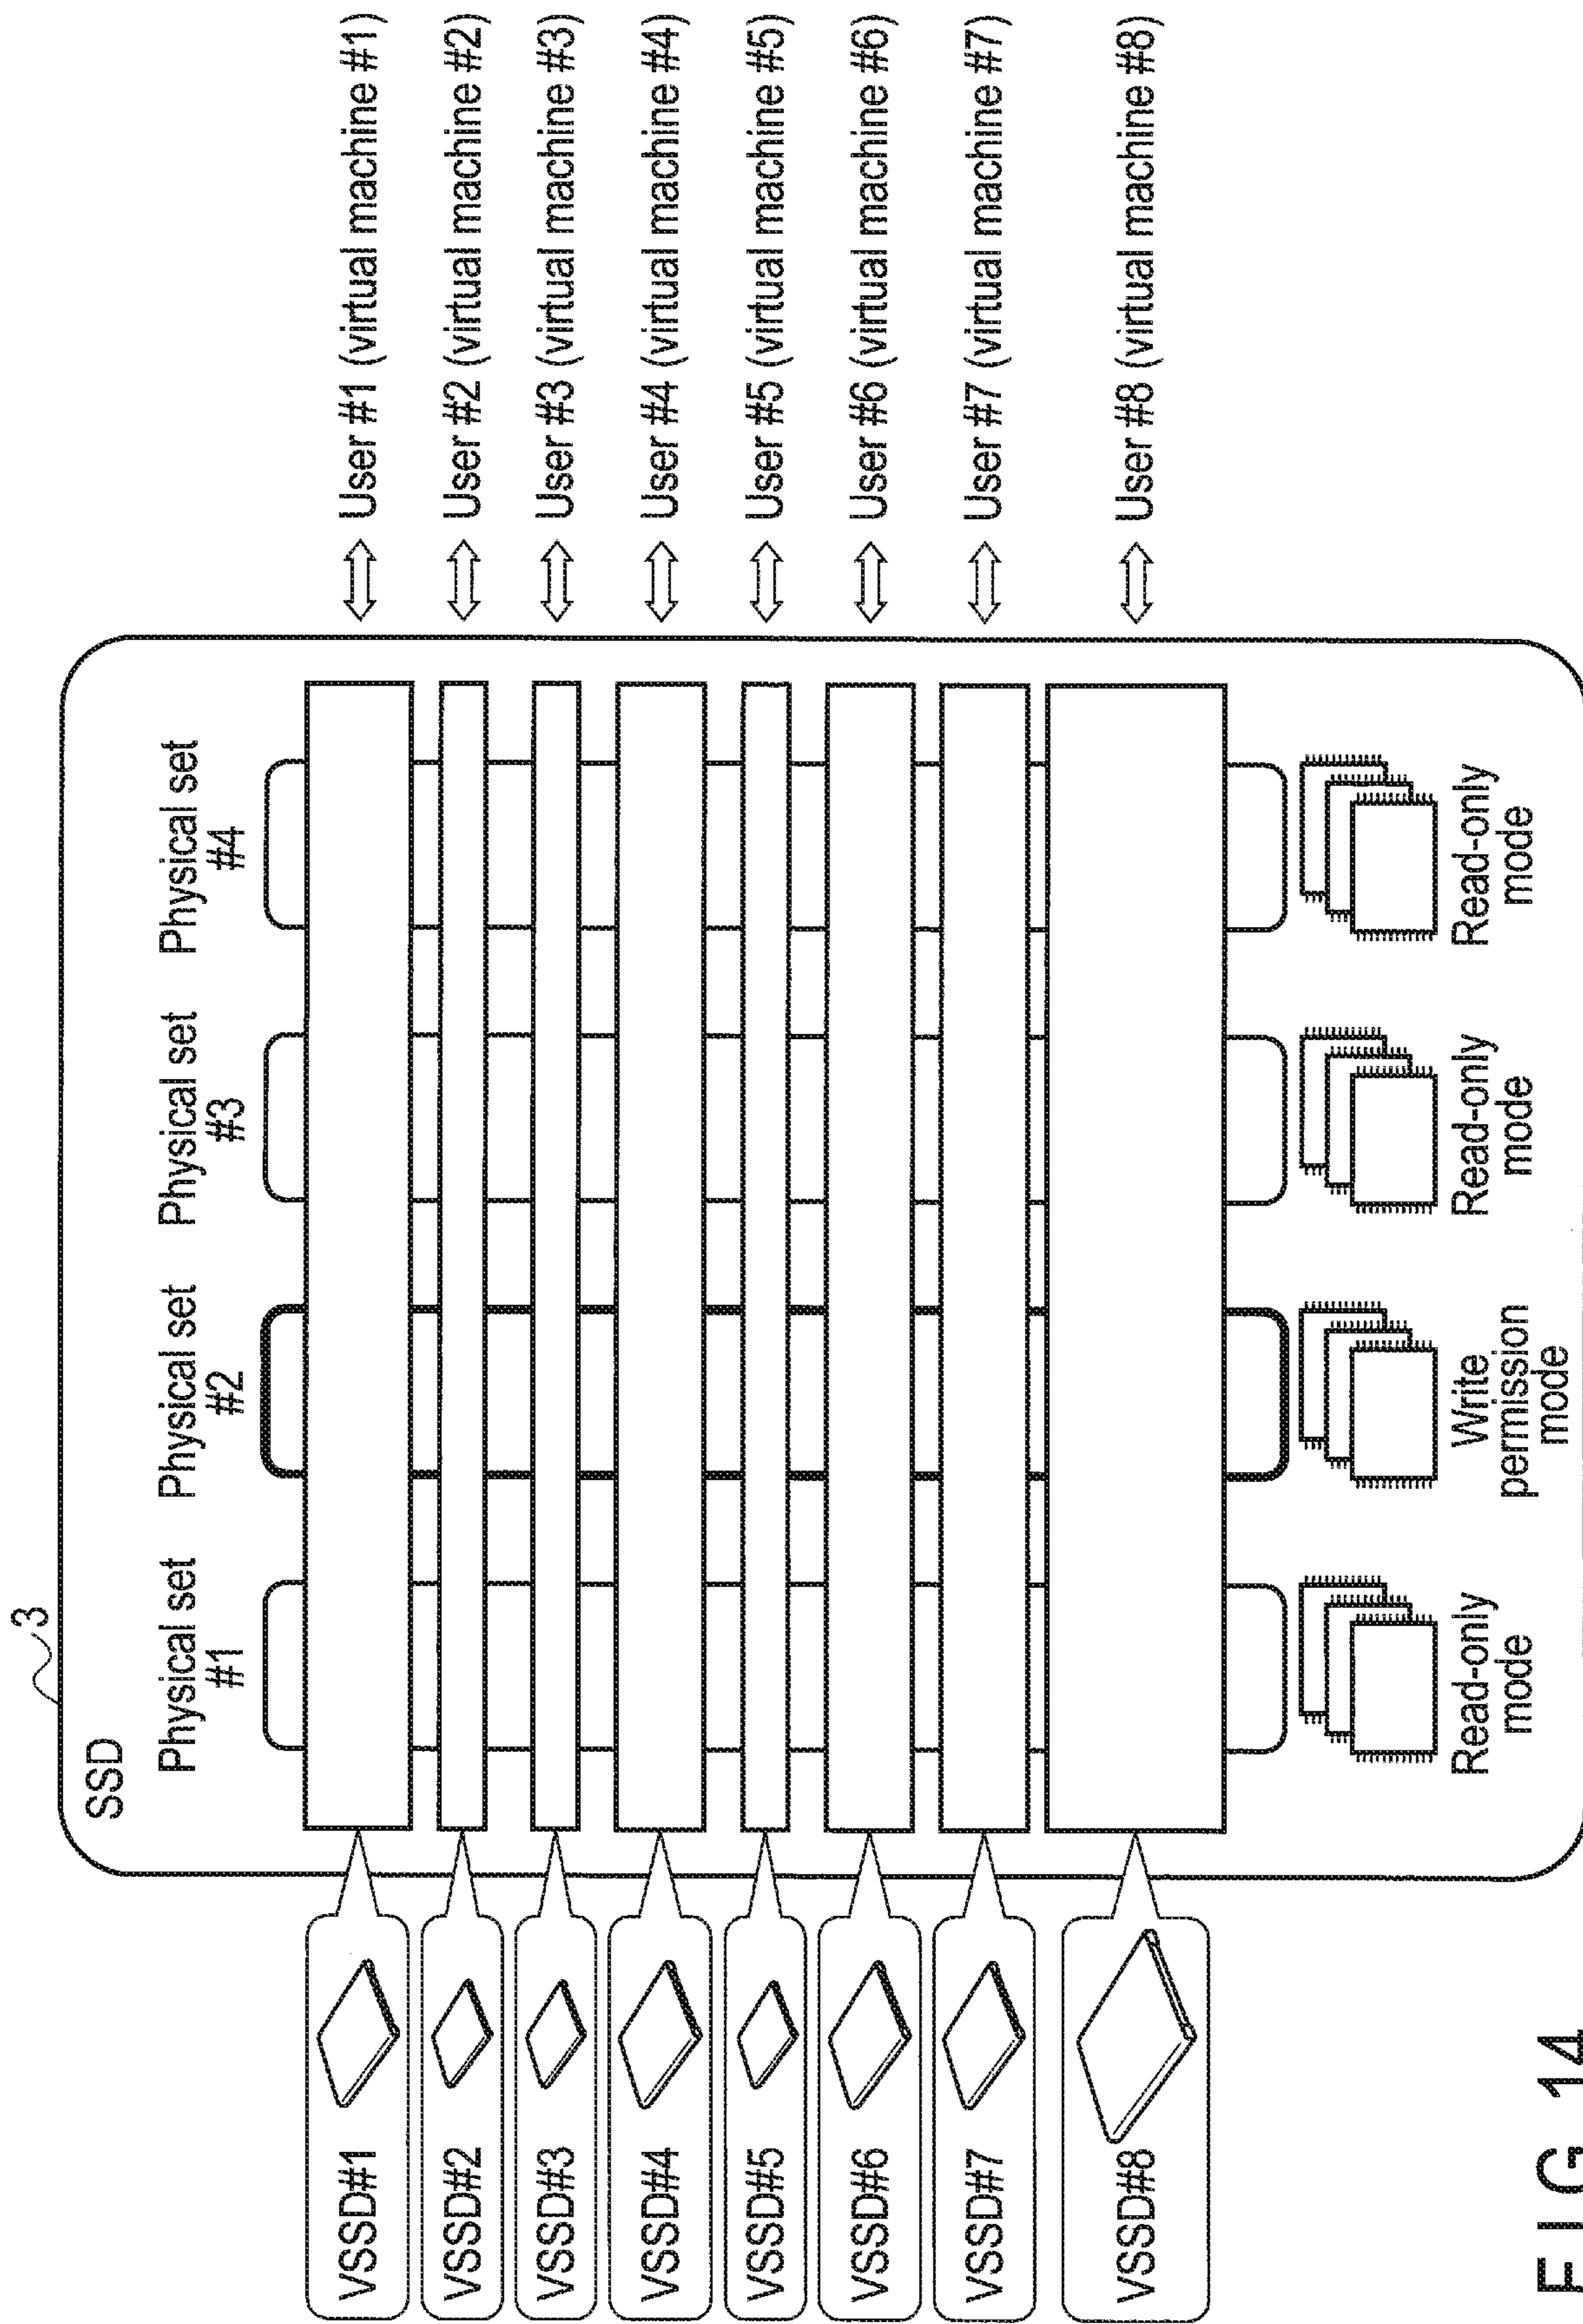 3
SSD
Physical set
#1
Physical set
#2
Physical set
#3
Physical set
#4
VSSD#1
User #1 (virtual machine #1)
VSSD#2
User #2 (virtual machine #2)
VSSD#3
User #3 (virtual machine #3)
VSSD#4
User #4 (virtual machine #4)
VSSD#5
User #5 (virtual machine #5)
VSSD#6
User #6 (virtual machine #6)
VSSD#7
User #7 (virtual machine #7)
VSSD#8
User #8 (virtual machine #8)
Read-only
mode
Write
permission
mode
Read-only
mode
Read-only
mode
FIG 14